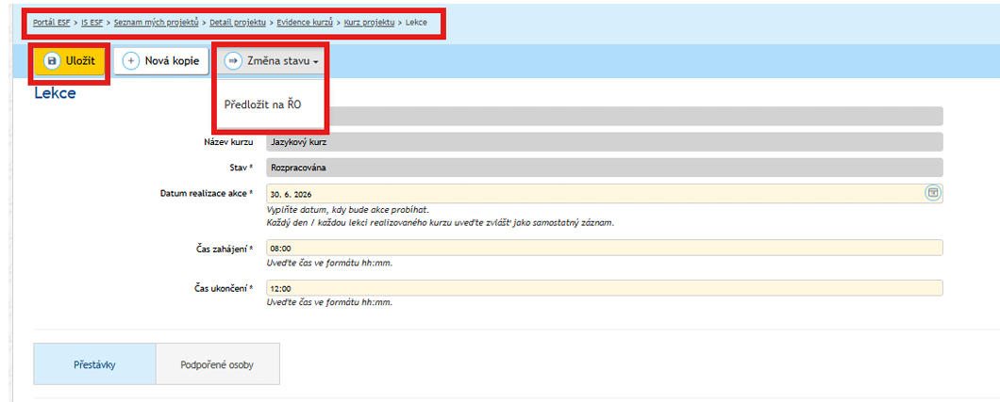 Portál ESF > IS ESF > Seznam mých projektů > Detail projektu > Evidence kurzů > Kurz projektu > Lekce
Uložit Nová kopie Změna stavu
Předložit na ŘO
Lekce
Název kurzu Jazykový kurz
Stav * Rozpracována
Datum realizace akce * 30. 6. 2026
Vyplňte datum, kdy bude akce probíhat.
Každý den / každou lekci realizovaného kurzu uveďte zvlášť jako samostatný záznam.
Čas zahájení * 08:00
Uveďte čas ve formátu hh:mm.
Čas ukončení * 12:00
Uveďte čas ve formátu hh:mm.
Přestávky Podpořené osoby